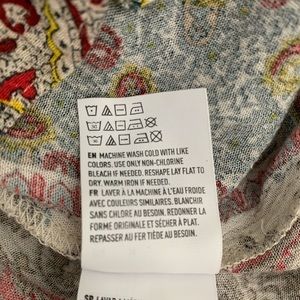 EN MACHINE WASH COLD WITH LIKE
COLORS. USE ONLY NON-CHLORINE
BLEACH IF NEEDED. RESHAPE LAY FLAT TO
DRY. WARM IRON IF NEEDED.
FR LAVER À LA MACHINE À L'EAU FROIDE
AVEC COULEURS SIMILAIRES. BLANCHIR
SANS CHLORE AU BESOIN. REDONNER LA
FORME ORIGINALE ET SÉCHER À PLAT.
REPASSER AU FER TIÈDE AU BESOIN.